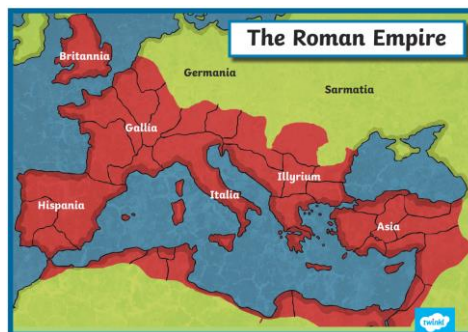 The Roman Empire
Britannia
Germania
Sarmatia
Gallia
Illyrium
Hispania
Italia
Asia
twinkl